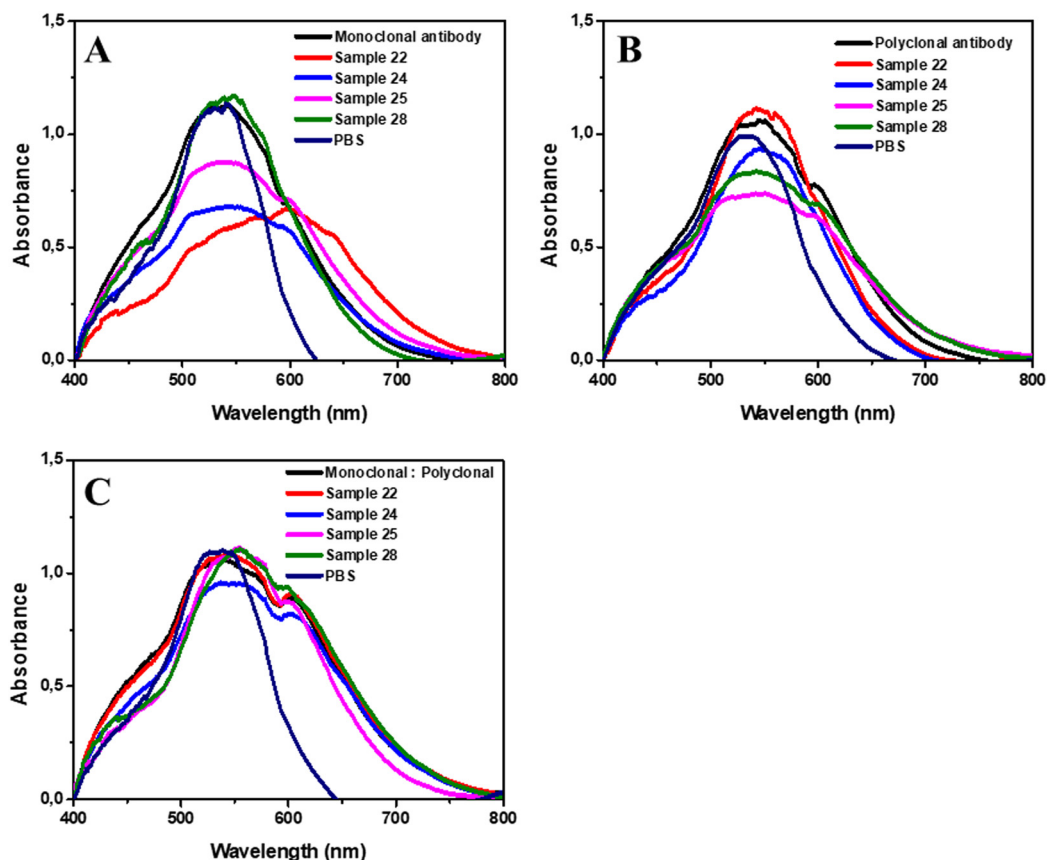 A
Monoclonal antibody
Sample 22
Sample 24
Sample 25
Sample 28
PBS
1,5
1,0
0,5
0,0
Absorbance
400 500 600 700 800
Wavelength (nm)
B
Polyclonal antibody
Sample 22
Sample 24
Sample 25
Sample 28
PBS
1,5
1,0
0,5
0,0
Absorbance
400 500 600 700 800
Wavelength (nm)
C
Monoclonal : Polyclonal
Sample 22
Sample 24
Sample 25
Sample 28
PBS
1,5
1,0
0,5
0,0
Absorbance
400 500 600 700 800
Wavelength (nm)